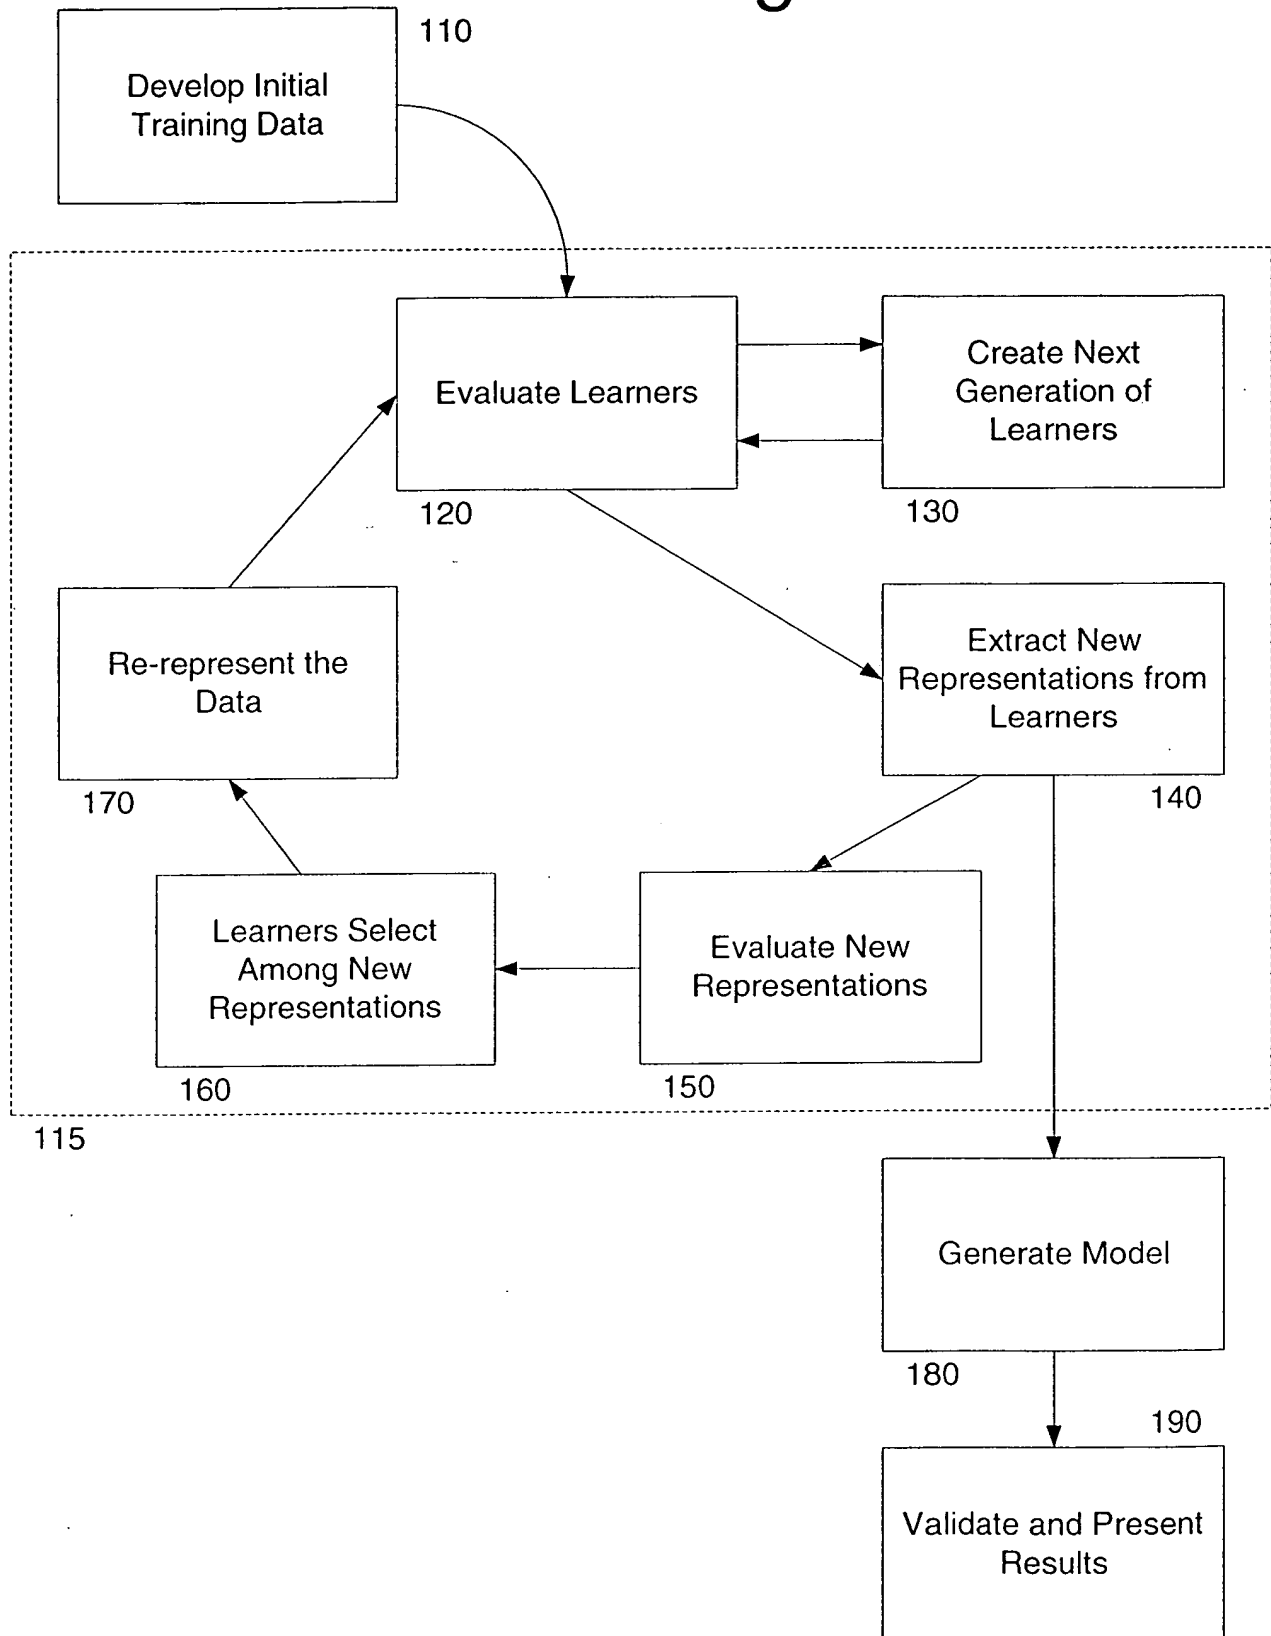 110
Develop Initial
Training Data
Evaluate Learners
120
Create Next
Generation of
Learners
130
Re-represent the
Data
170
Extract New
Representations from
Learners
140
Learners Select
Among New
Representations
160
Evaluate New
Representations
150
115
Generate Model
180
190
Validate and Present
Results